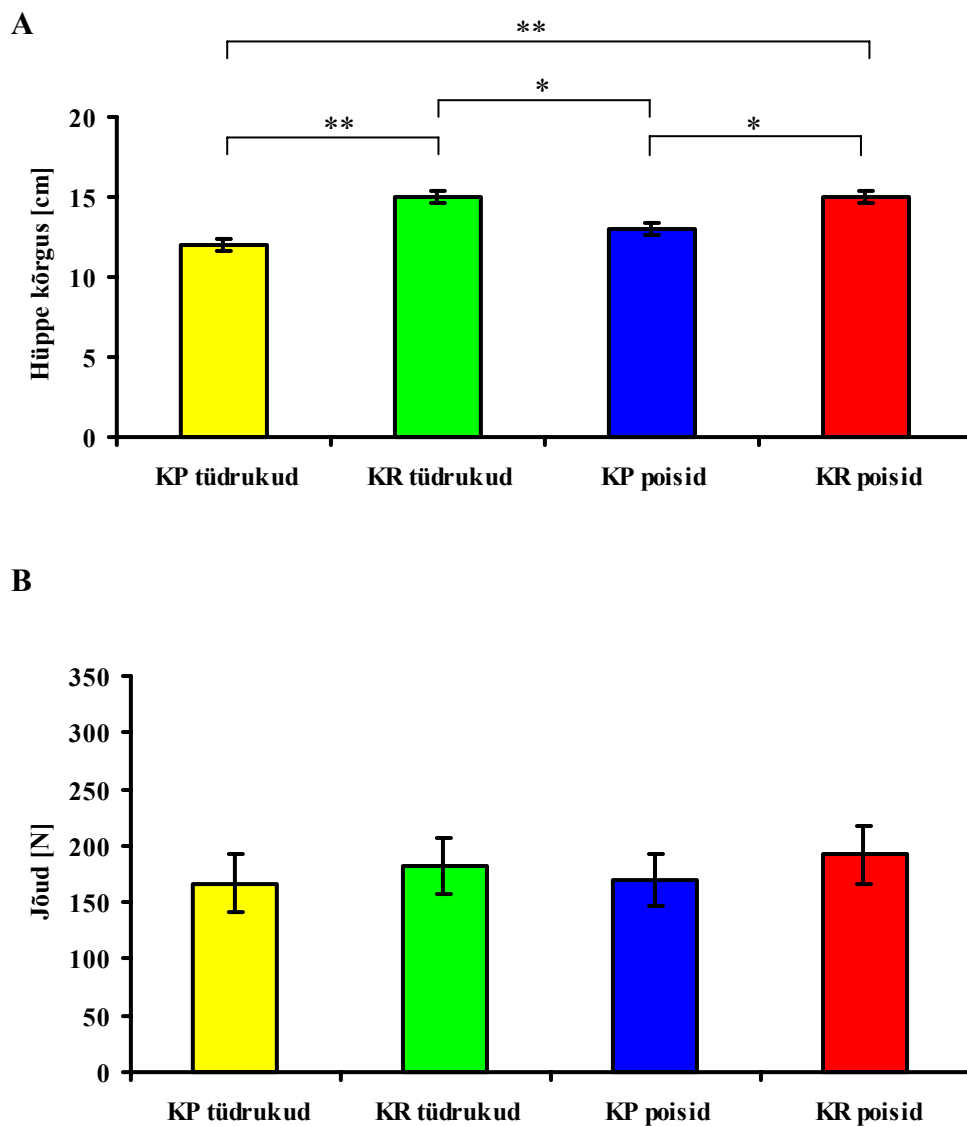 A
**
*
**
*
20
15
10
5
0
Hüppe kõrgus [cm]
KP tüdrukud KR tüdrukud KP poisid KR poisid
B
350
300
250
200
150
100
50
0
Jõud [N]
KP tüdrukud KR tüdrukud KP poisid KR poisid